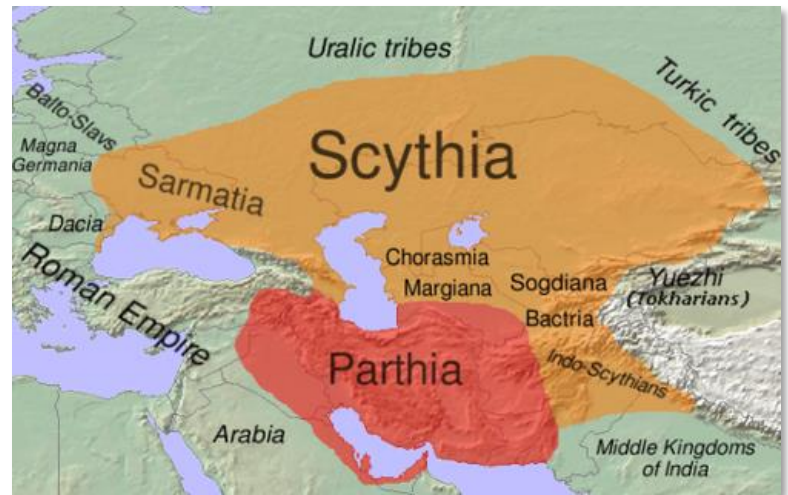 Uralic tribes
Turkic tribes
Balto-Slavs
Magna
Germania
Scythia
Sarmatia
Dacia
Roman Empire
Chorasmia
Margiana
Sogdiana
Yuezhi
(Tokharians)
Bactria
Parthia
Indo-Scythians
Arabia
Middle Kingdoms
of India